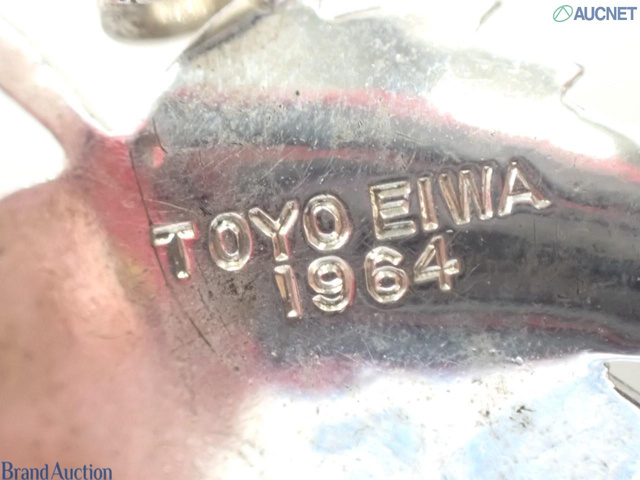 AUCNET
TOYO EIWA
1964
Brand Auction